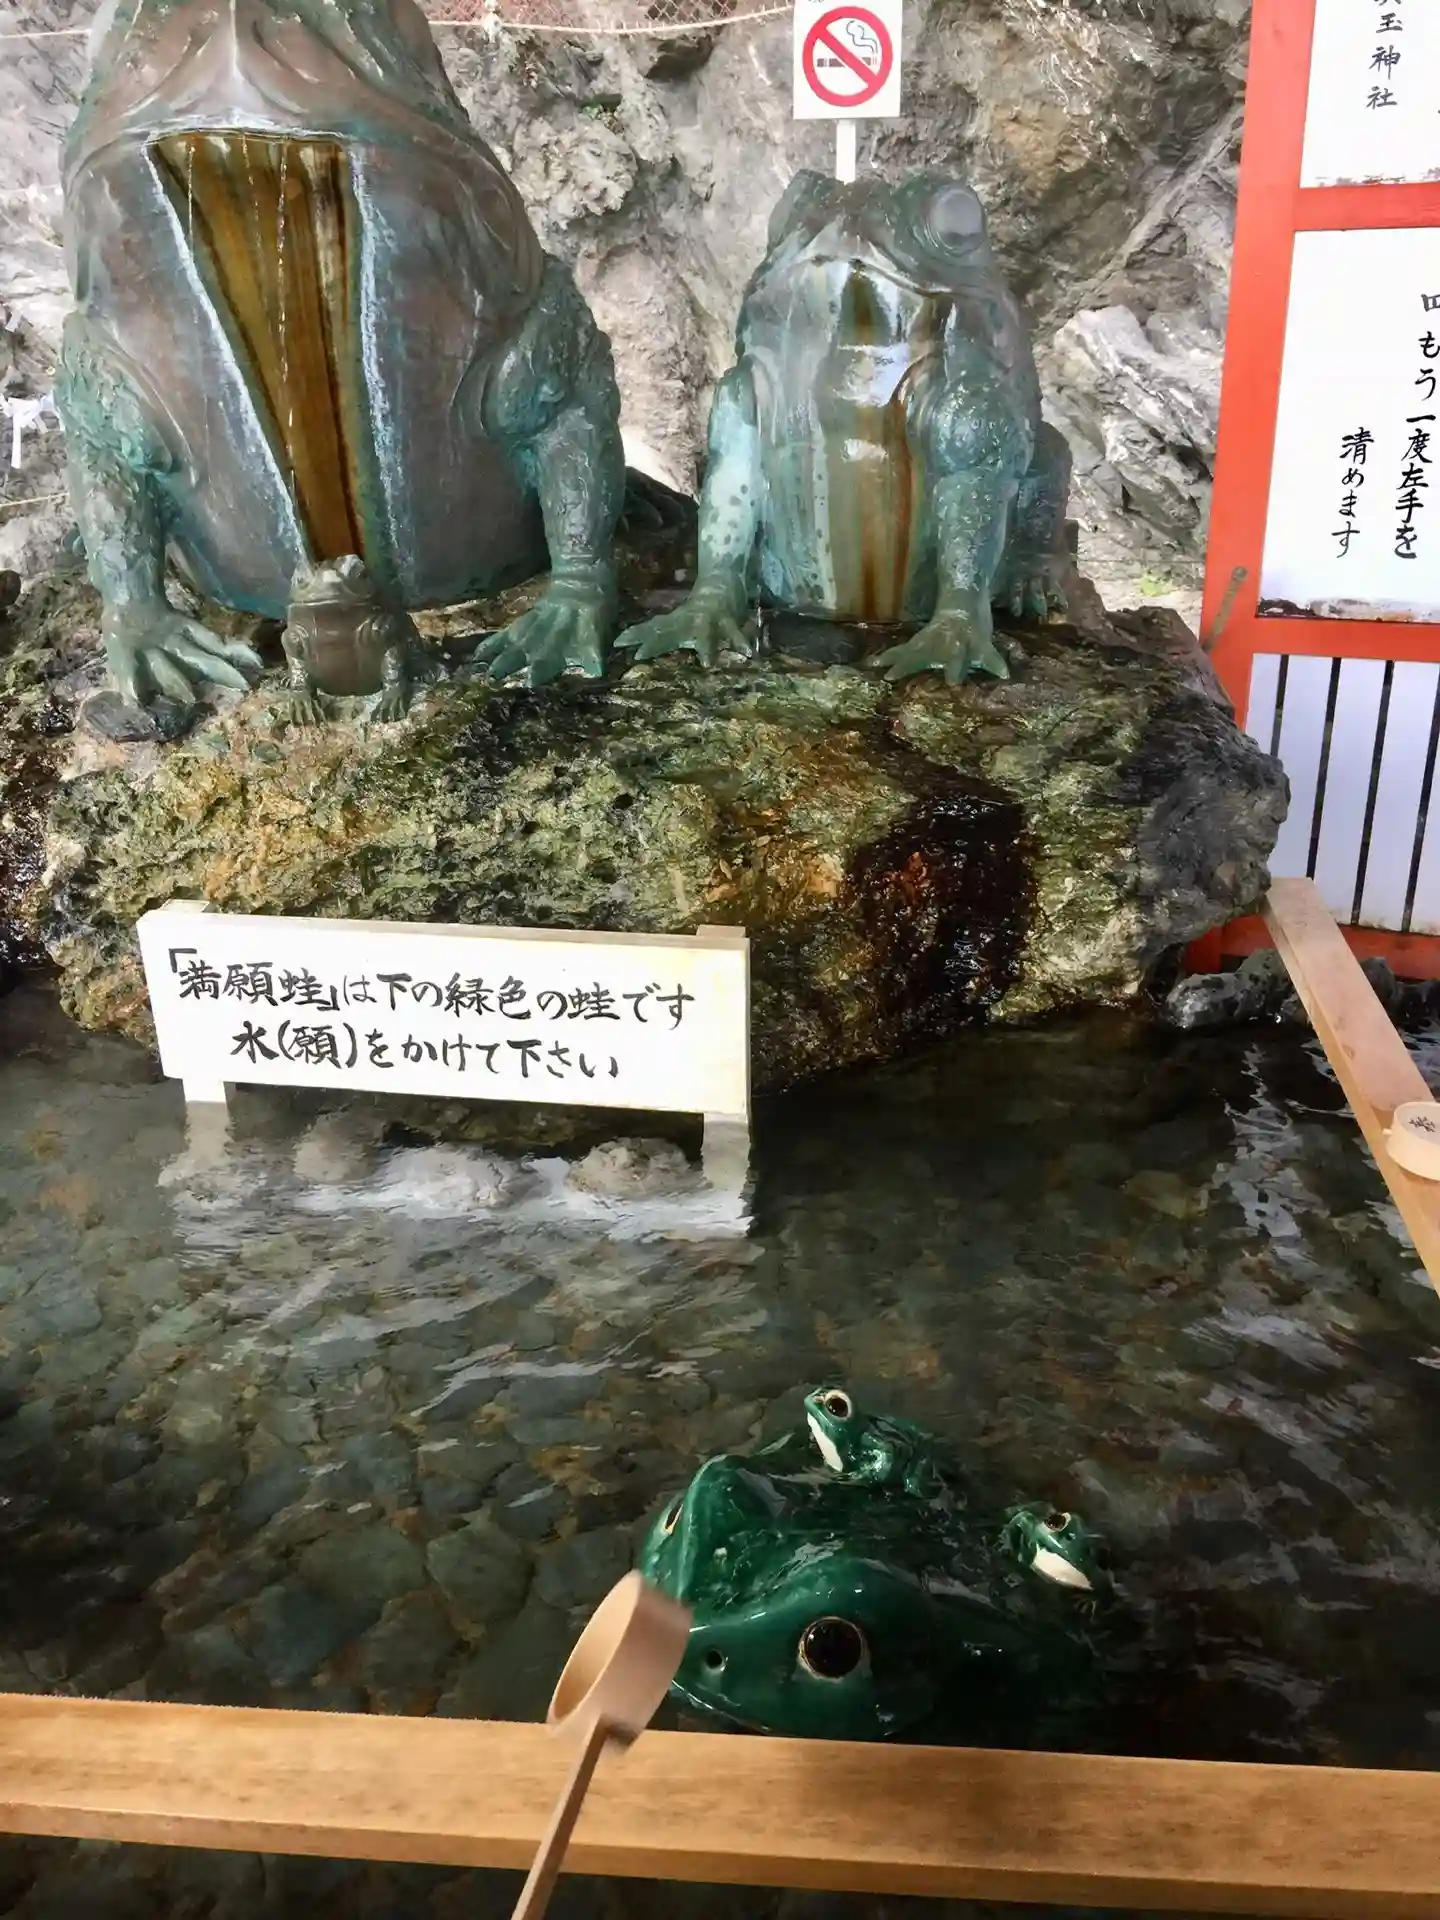 「満願蛙」は下の緑色の蛙です
水(願)をかけて下さい
玉神社
四 もう一度左手を
清めます